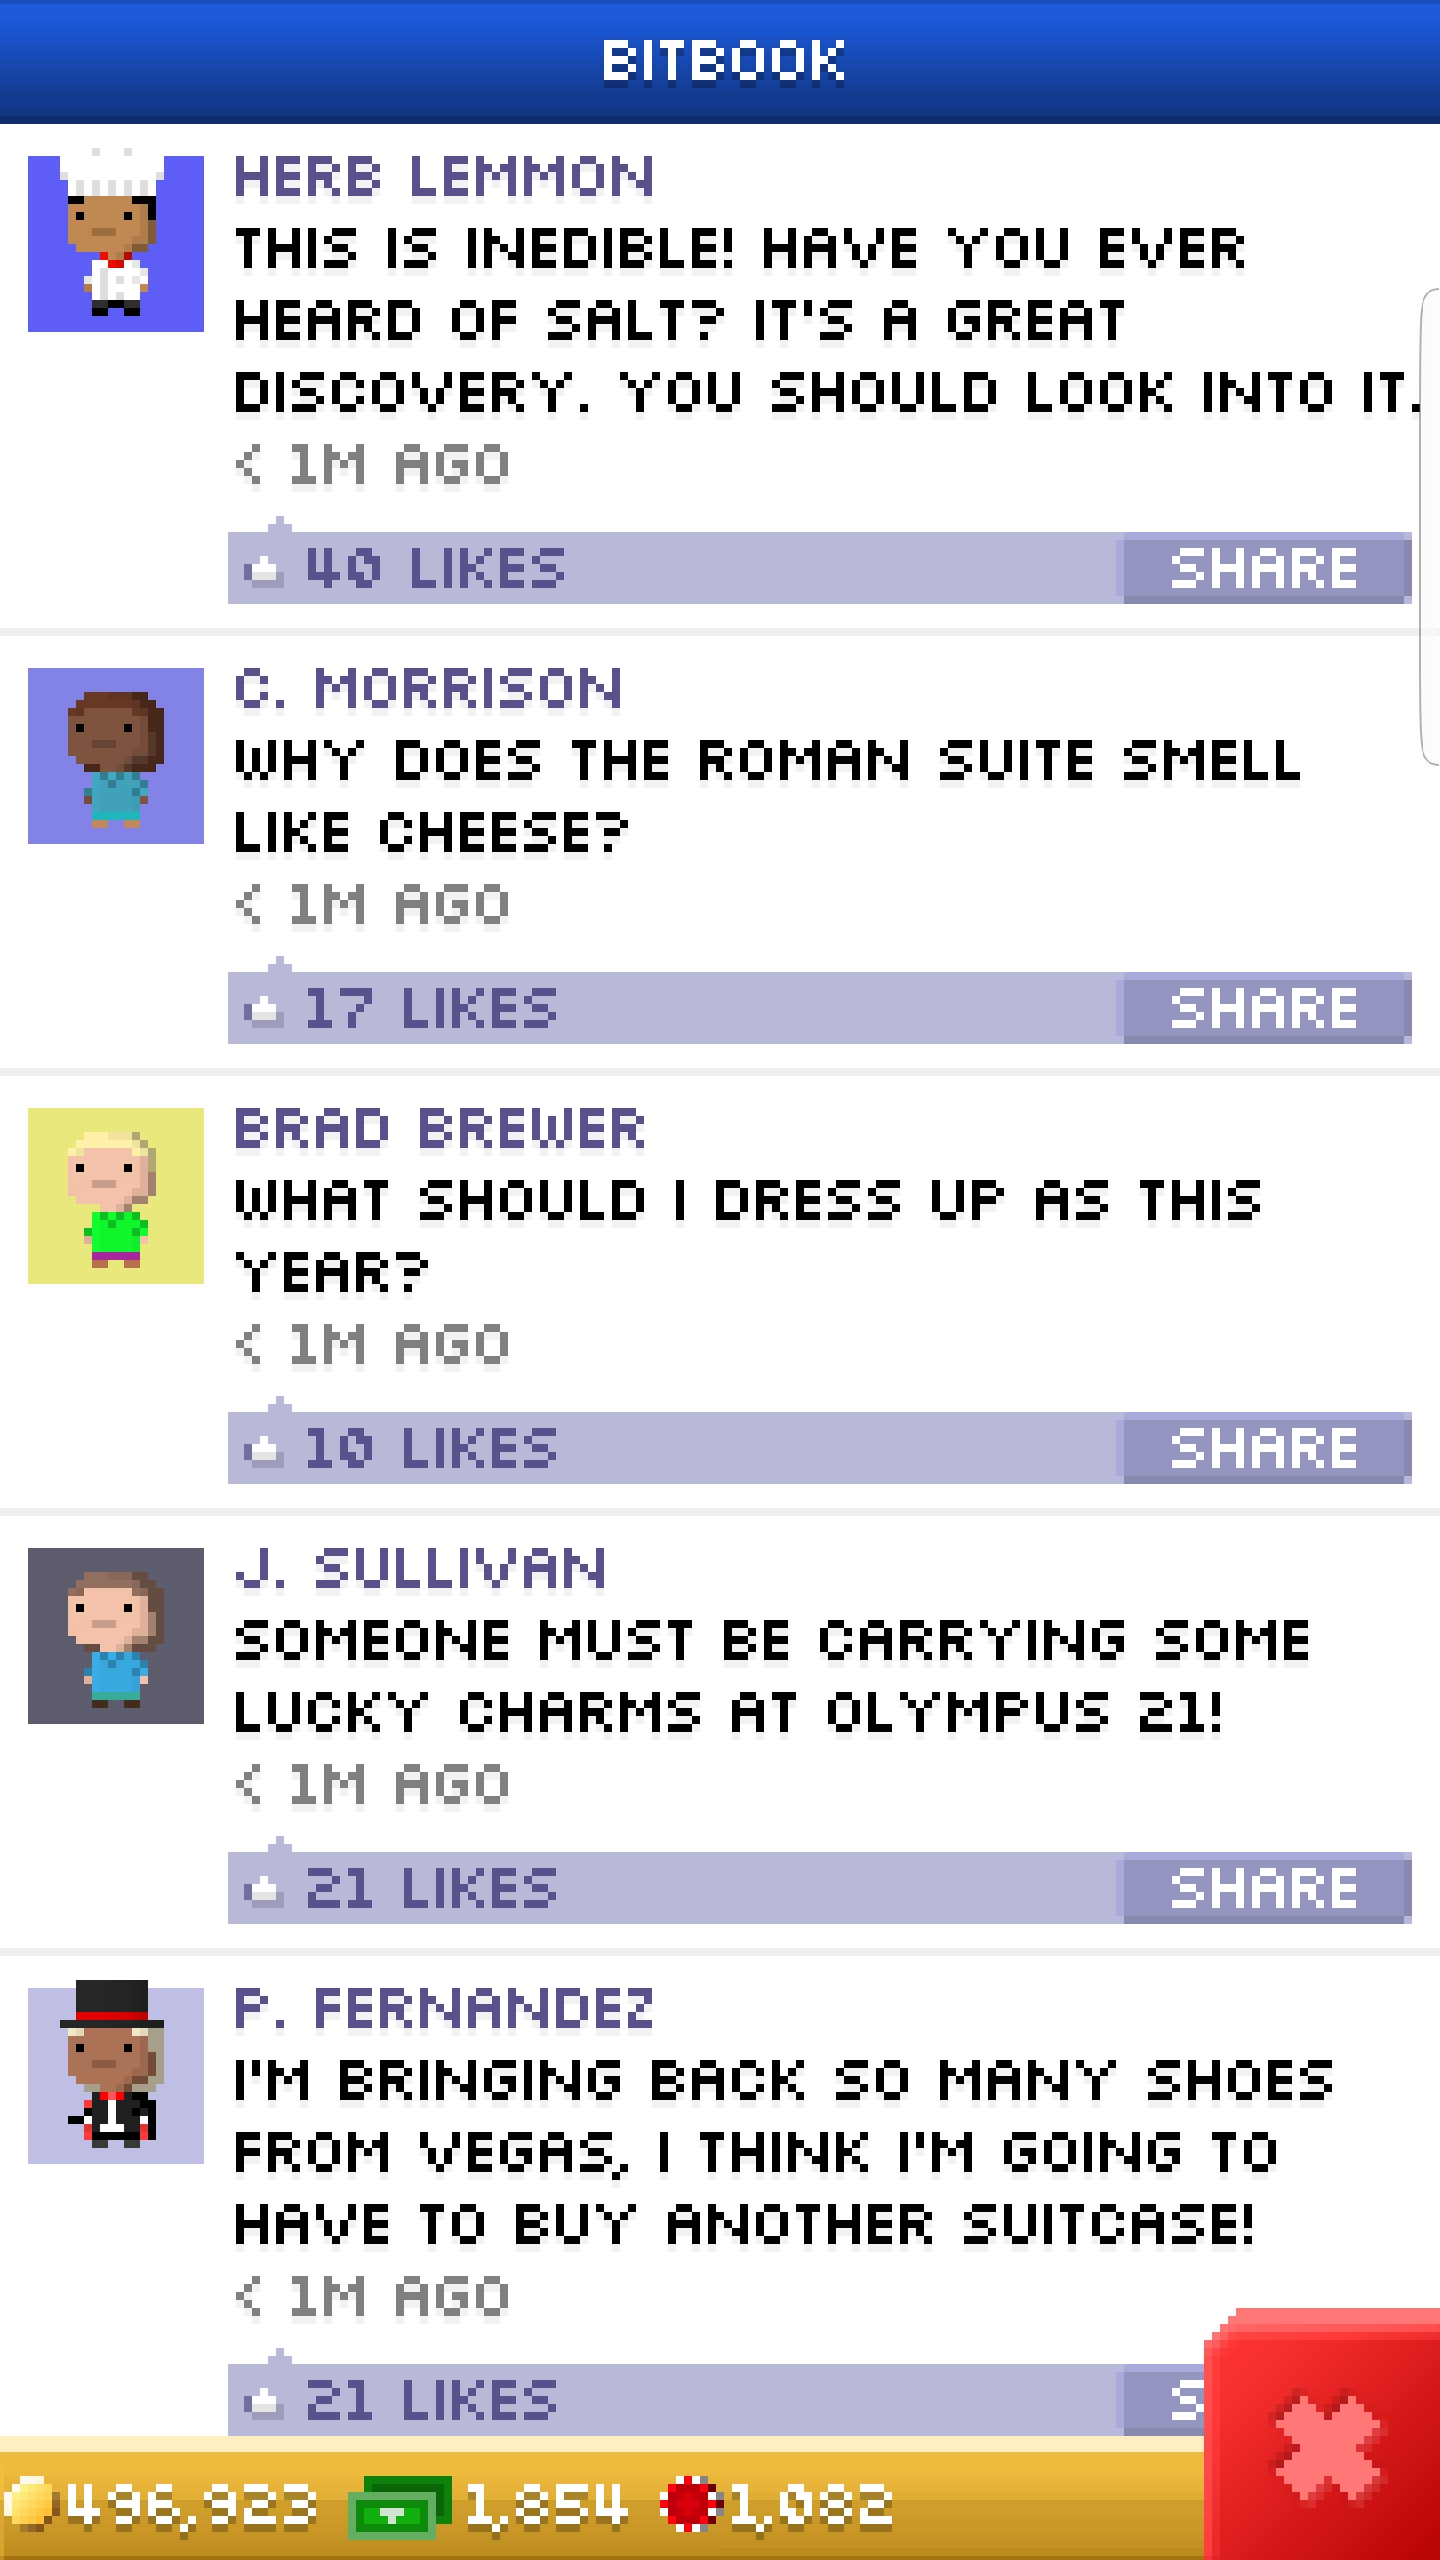 BITBOOK
HERB LEMMON
THIS IS INEDIBLE! HAVE YOU EVER
HEARD OF SALT? IT'S A GREAT
DISCOVERY. YOU SHOULD LOOK INTO IT.
< 1M AGO
40 LIKES SHARE
C. MORRISON
WHY DOES THE ROMAN SUITE SMELL
LIKE CHEESE?
< 1M AGO
17 LIKES SHARE
BRAD BREWER
WHAT SHOULD I DRESS UP AS THIS
YEAR?
< 1M AGO
10 LIKES SHARE
J. SULLIVAN
SOMEONE MUST BE CARRYING SOME
LUCKY CHARMS AT OLYMPUS 21!
< 1M AGO
21 LIKES SHARE
P. FERNANDEZ
I'M BRINGING BACK SO MANY SHOES
FROM VEGAS, I THINK I'M GOING TO
HAVE TO BUY ANOTHER SUITCASE!
< 1M AGO
21 LIKES S
496,923 1,854 1,082